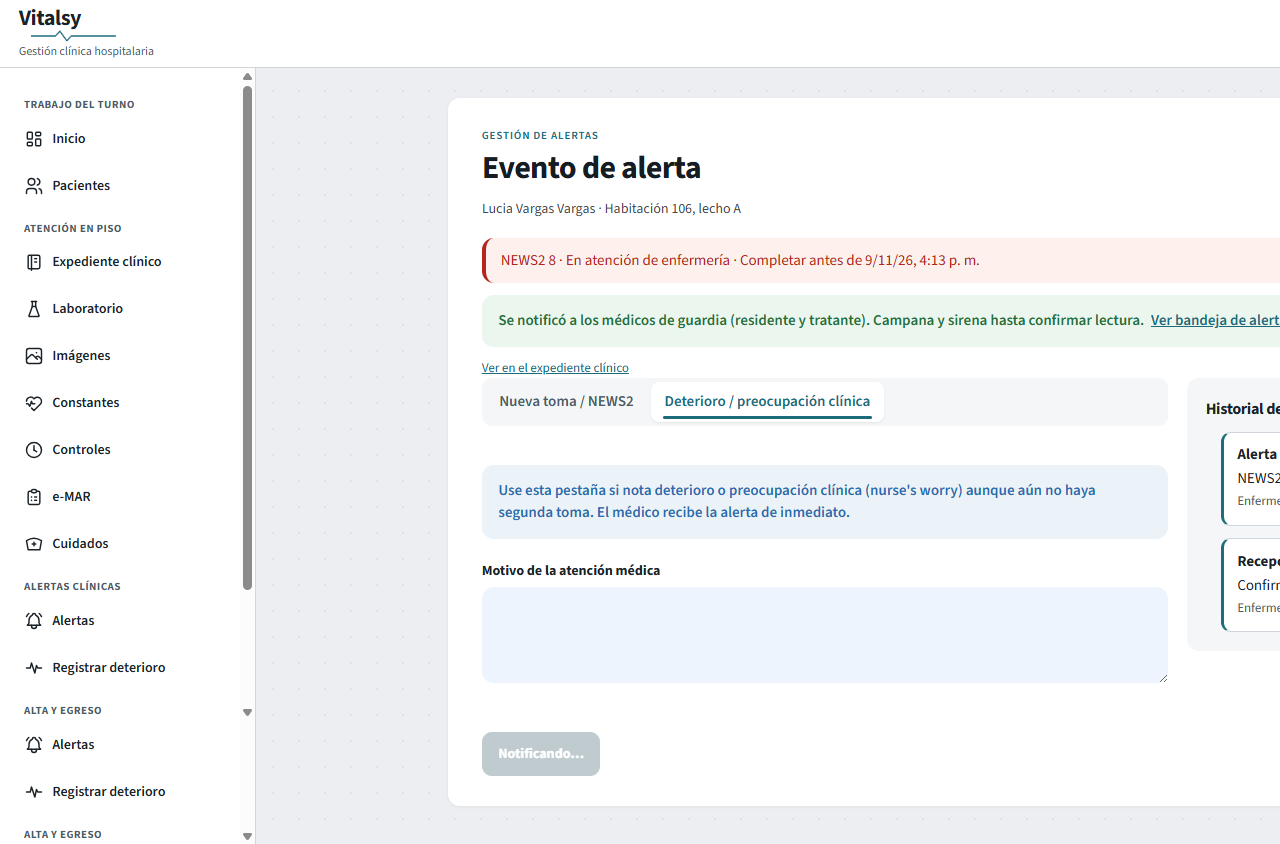 Vitalsy
Gestión clínica hospitalaria
TRABAJO DEL TURNO
Inicio
Pacientes
ATENCIÓN EN PISO
Expediente clínico
Laboratorio
Imágenes
Constantes
Controles
e-MAR
Cuidados
ALERTAS CLÍNICAS
Alertas
Registrar deterioro
ALTA Y EGRESO
Alertas
Registrar deterioro
ALTA Y EGRESO
GESTIÓN DE ALERTAS
Evento de alerta
Lucia Vargas Vargas · Habitación 106, lecho A
NEWS2 8 · En atención de enfermería · Completar antes de 9/11/26, 4:13 p. m.
Se notificó a los médicos de guardia (residente y tratante). Campana y sirena hasta confirmar lectura. Ver bandeja de alert
Ver en el expediente clínico
Nueva toma / NEWS2 Deterioro / preocupación clínica
Use esta pestaña si nota deterioro o preocupación clínica (nurse's worry) aunque aún no haya
segunda toma. El médico recibe la alerta de inmediato.
Motivo de la atención médica
Notificando...
Historial de
Alerta
NEWS2
Enferme
Recepc
Confirm
Enferme